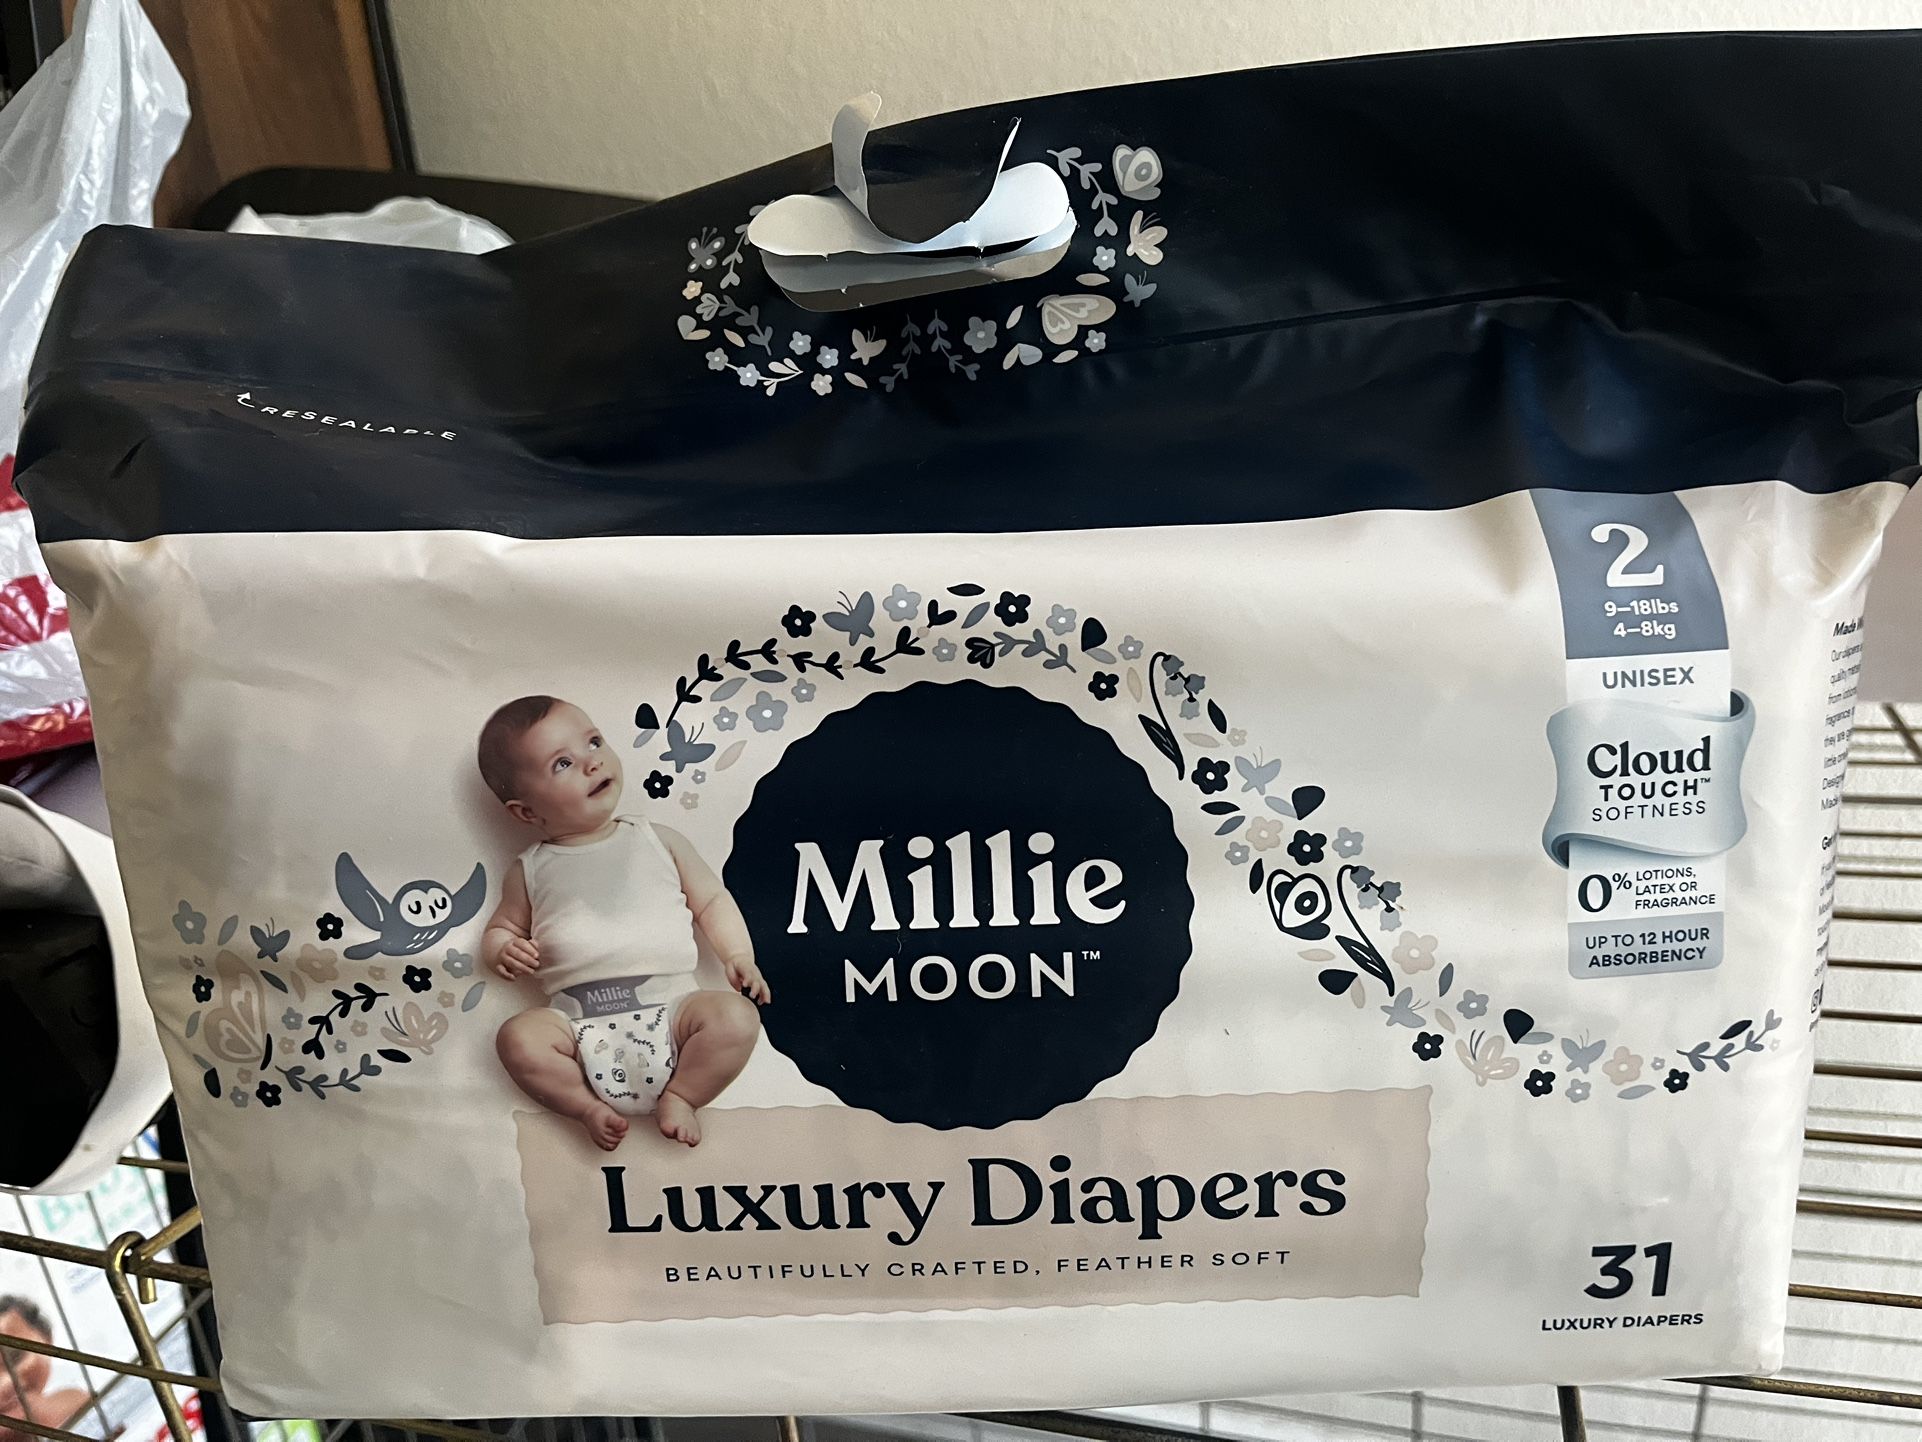 RESEALABLE
2
9–18lbs
4–8kg
UNISEX
Cloud
TOUCH™
SOFTNESS
0% LOTIONS,
LATEX OR
FRAGRANCE
UP TO 12 HOUR
ABSORBENCY
Millie
MOON™
Millie
MOON
Luxury Diapers
BEAUTIFULLY CRAFTED, FEATHER SOFT
31
LUXURY DIAPERS
Made